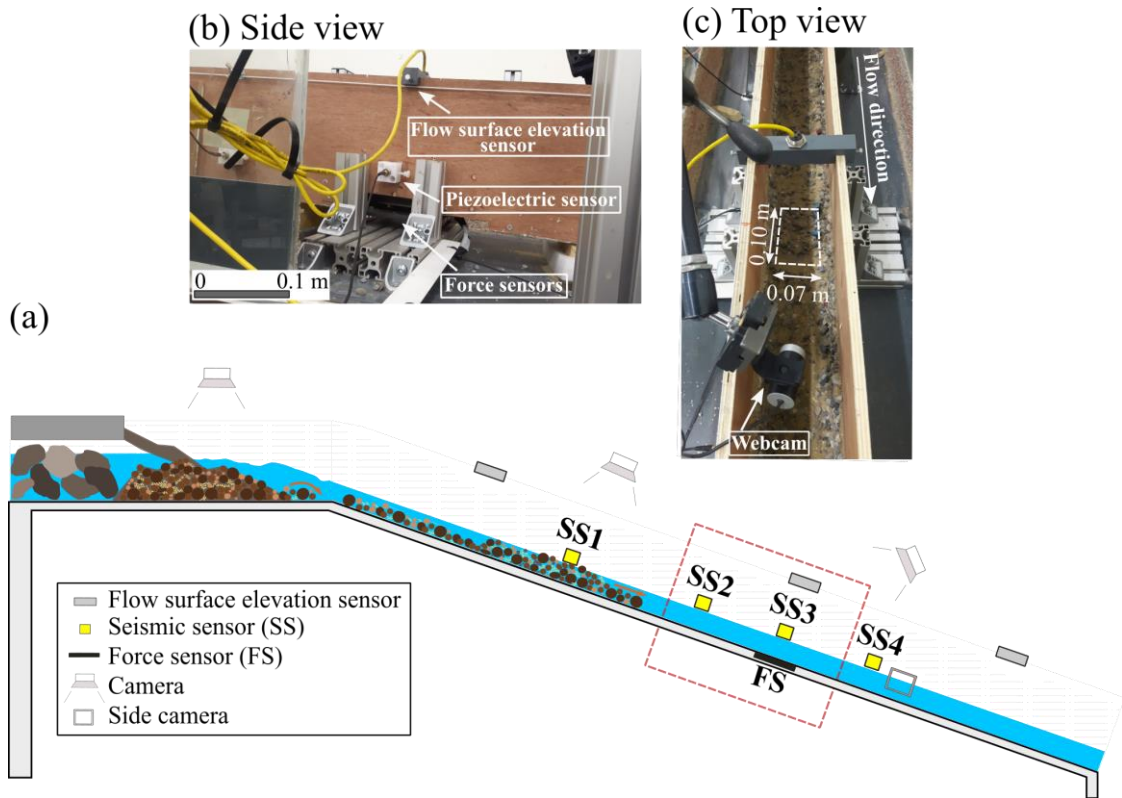 (b) Side view
Flow surface elevation
sensor
Piezoelectric sensor
Force sensors
0 0.1 m
(c) Top view
Flow direction
0.10 m
0.07 m
Webcam
(a)
SS1
SS2
SS3
SS4
FS
Flow surface elevation sensor
Seismic sensor (SS)
Force sensor (FS)
Camera
Side camera